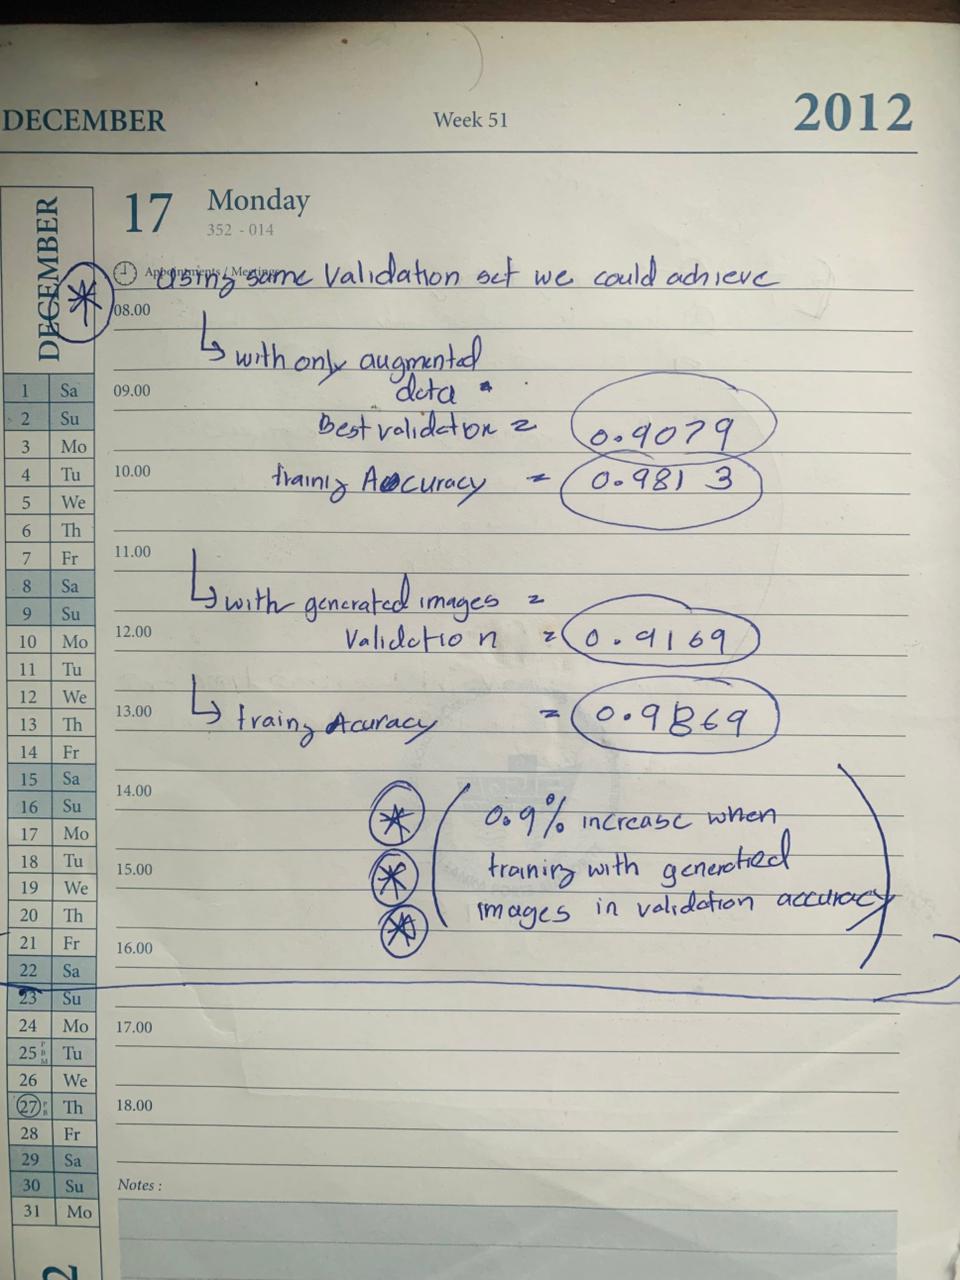 DECEMBER Week 51 2012
DECEMBER
17 Monday
352 - 014
Appointments / Meetings
using same Validation set we could achieve
08.00
with only augmented
data
09.00
Best validation = 0.9079
10.00
trainig Accuracy = 0.9813
11.00
with generated images =
12.00
Validation = 0.9169
13.00
traing Acuracy = 0.9869
14.00
0.9% increase when
15.00
training with generated
images in validation accuracy
16.00
17.00
18.00
Notes :
1 Sa
2 Su
3 Mo
4 Tu
5 We
6 Th
7 Fr
8 Sa
9 Su
10 Mo
11 Tu
12 We
13 Th
14 Fr
15 Sa
16 Su
17 Mo
18 Tu
19 We
20 Th
21 Fr
22 Sa
23 Su
24 Mo
25 Tu
26 We
27 Th
28 Fr
29 Sa
30 Su
31 Mo
2